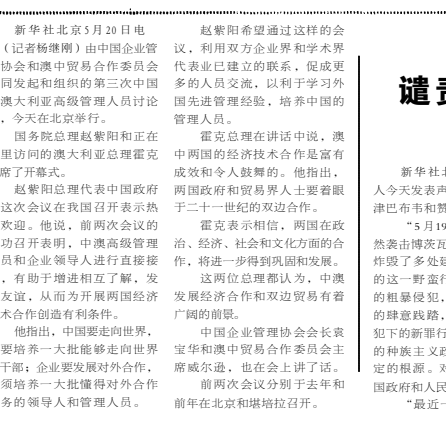 新华社北京5月20日电
（记者杨继刚）由中国企业管
协会和澳中贸易合作委员会
同发起和组织的第三次中国
澳大利亚高级管理人员讨论
，今天在北京举行。
国务院总理赵紫阳和正在
里访问的澳大利亚总理霍克
席了开幕式。
赵紫阳总理代表中国政府
这次会议在我国召开表示热
欢迎。他说，前两次会议的
功召开表明，中澳高级管理
员和企业领导人进行直接接
，有助于增进相互了解，发
友谊，从而为开展两国经济
术合作创造有利条件。
他指出，中国要走向世界，
要培养一大批能够走向世界
干部；企业要发展对外合作，
须培养一大批懂得对外合作
务的领导人和管理人员。
赵紫阳希望通过这样的会
议，利用双方企业界和学术界
代表业已建立的联系，促成更
多的人员交流，以利于学习外
国先进管理经验，培养中国的
管理人员。
霍克总理在讲话中说，澳
中两国的经济技术合作是富有
成效和令人鼓舞的。他指出，
两国政府和贸易界人士要着眼
于二十一世纪的双边合作。
霍克表示相信，两国在政
治、经济、社会和文化方面的合
作，将进一步得到巩固和发展。
这两位总理都认为，中澳
发展经济合作和双边贸易有着
广阔的前景。
中国企业管理协会会长袁
宝华和澳中贸易合作委员会主
席威尔逊，也在会上讲了话。
前两次会议分别于去年和
前年在北京和堪培拉召开。
谴责
新华社北
人今天发表声
津巴布韦和赞
“5月19
然袭击博茨瓦
炸毁了多处建
的这一野蛮行
的粗暴侵犯，
的肆意践踏，
犯下的新罪行
的种族主义政
定的根源。对
国政府和人民
“最近一